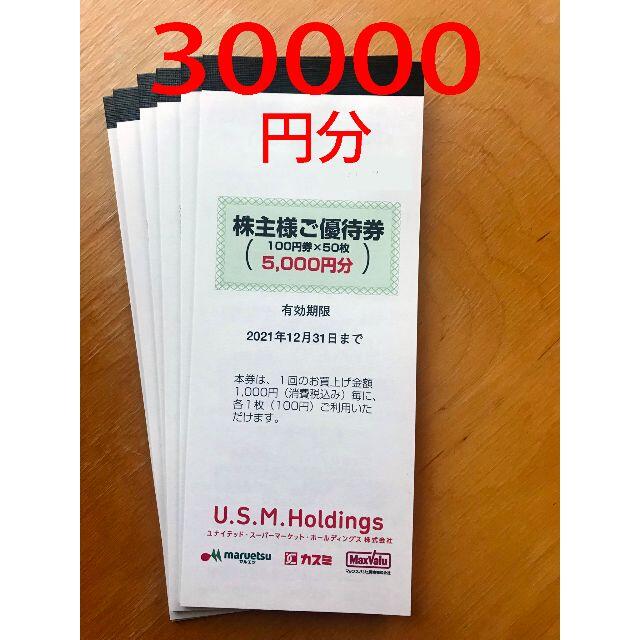 30000
円分
株主様ご優待券
(100円券×50枚
5,000円分)
有効期限
2021年12月31日まで
本券は、1回のお買上げ金額
1,000円（消費税込み）毎に、
各1枚（100円）ご利用いた
だけます。
U.S.M.Holdings
ユナイテッド・スーパーマーケット・ホールディングス 株式会社
maruetsu カスミ MaxValu
マルエツ